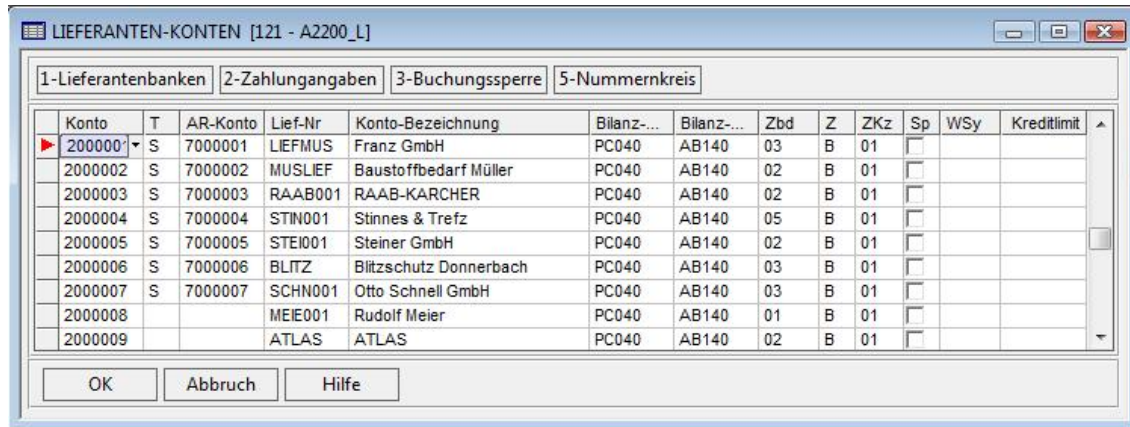 LIEFERANTEN-KONTEN [121 - A2200_L]
1-Lieferantenbanken 2-Zahlungangaben 3-Buchungssperre 5-Nummernkreis
Konto T AR-Konto Lief-Nr Konto-Bezeichnung Bilanz-... Bilanz-... Zbd Z ZKz Sp WSy Kreditlimit
2000001 S 7000001 LIEFMUS Franz GmbH PC040 AB140 03 B 01
2000002 S 7000002 MUSLIEF Baustoffbedarf Müller PC040 AB140 02 B 01
2000003 S 7000003 RAAB001 RAAB-KARCHER PC040 AB140 02 B 01
2000004 S 7000004 STIN001 Stinnes & Trefz PC040 AB140 05 B 01
2000005 S 7000005 STEI001 Steiner GmbH PC040 AB140 02 B 01
2000006 S 7000006 BLITZ Blitzschutz Donnerbach PC040 AB140 03 B 01
2000007 S 7000007 SCHN001 Otto Schnell GmbH PC040 AB140 03 B 01
2000008 MEIE001 Rudolf Meier PC040 AB140 01 B 01
2000009 ATLAS ATLAS PC040 AB140 02 B 01
OK Abbruch Hilfe